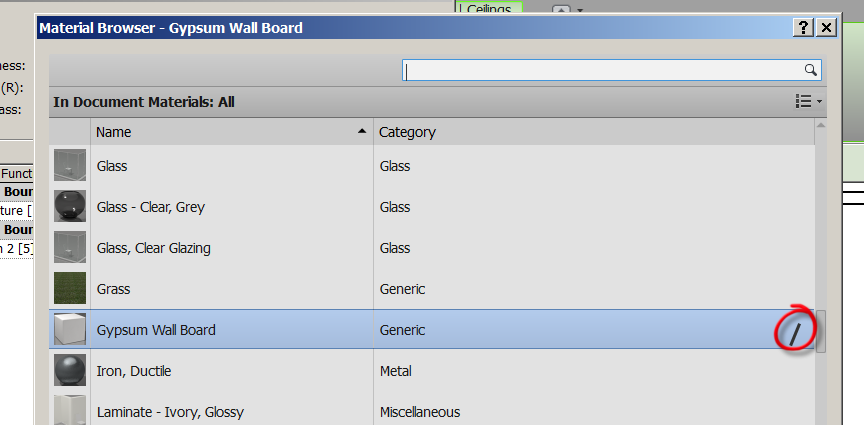 Ceilings
Material Browser - Gypsum Wall Board
ness:
(R):
ass:
In Document Materials: All
Name Category
Glass Glass
Funct
Boun
Glass - Clear, Grey Glass
ture [
Boun
Glass, Clear Glazing Glass
n 2 [5]
Grass Generic
Gypsum Wall Board Generic
Iron, Ductile Metal
Laminate - Ivory, Glossy Miscellaneous